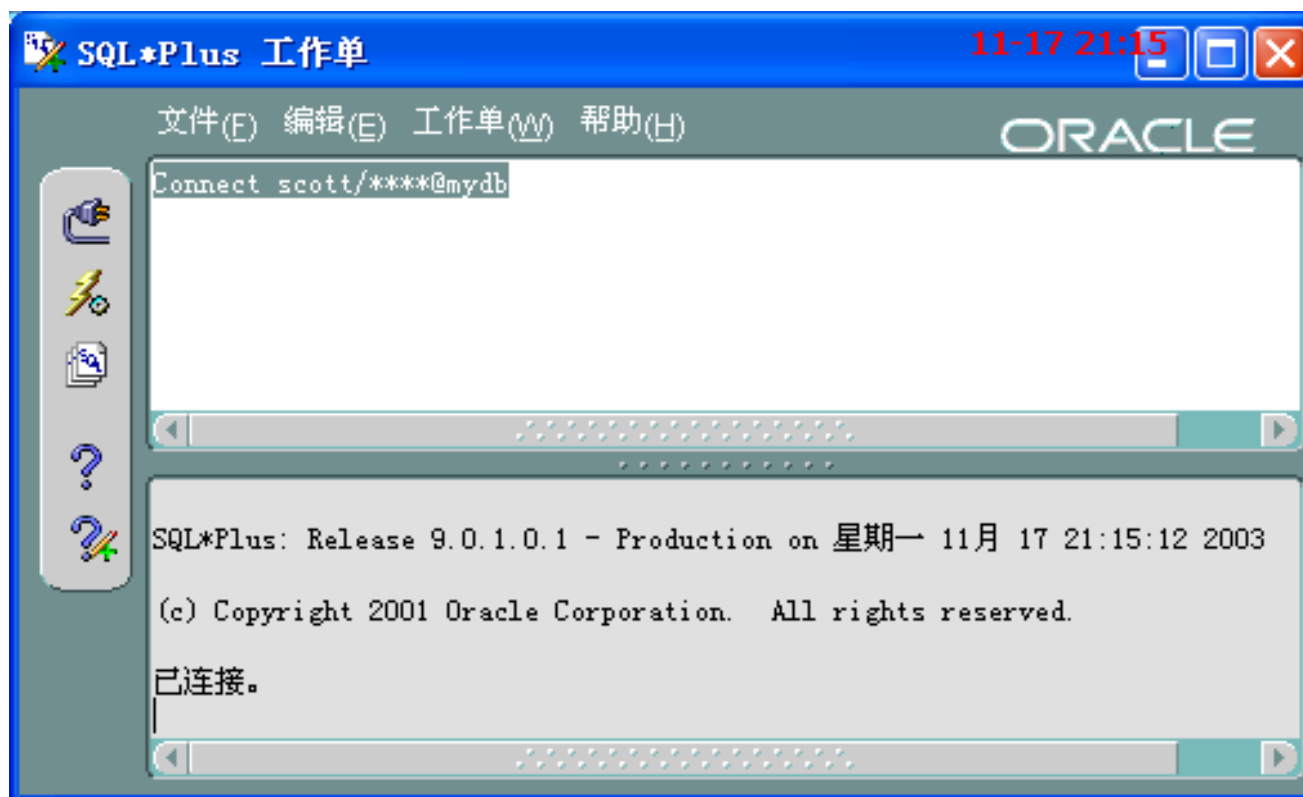 SQL*Plus 工作单
11-17 21:15
文件(F) 编辑(E) 工作单(W) 帮助(H)
ORACLE
Connect scott/****@mydb
SQL*Plus: Release 9.0.1.0.1 - Production on 星期一 11月 17 21:15:12 2003
(c) Copyright 2001 Oracle Corporation.  All rights reserved.
已连接。